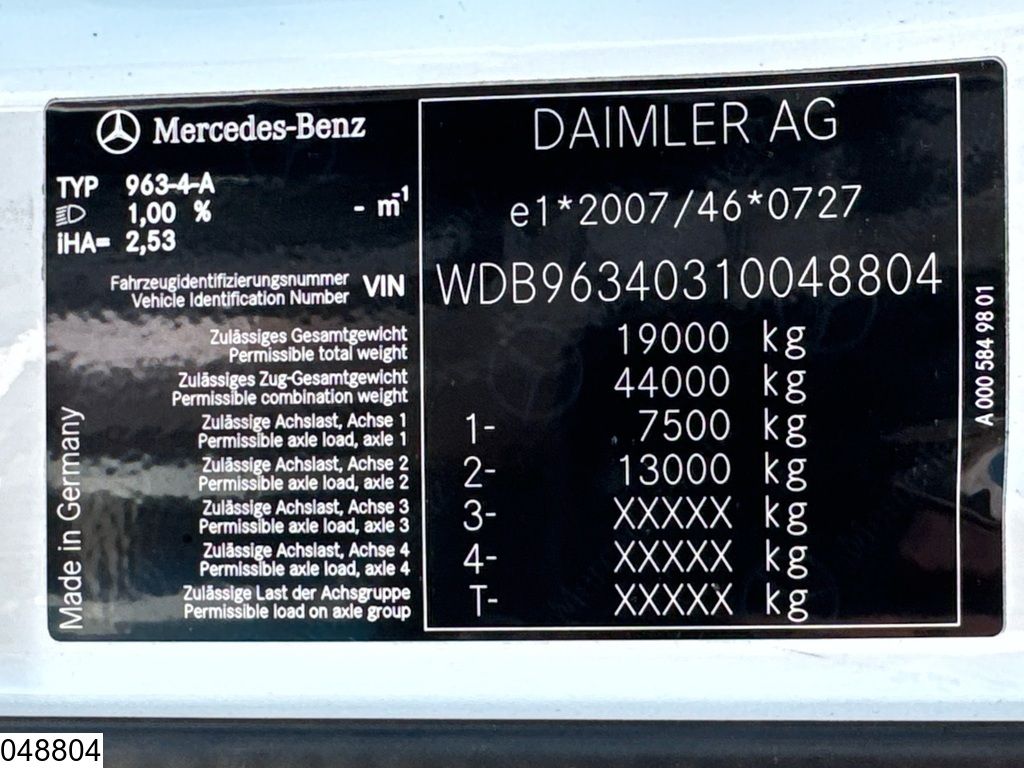 Mercedes-Benz
TYP 963-4-A
1,00 % - m-1
iHA= 2,53
DAIMLER AG
e1*2007/46*0727
Fahrzeugidentifizierungsnummer
Vehicle Identification Number
VIN WDB96340310048804
Zulässiges Gesamtgewicht
Permissible total weight
19000 kg
Zulässiges Zug-Gesamtgewicht
Permissible combination weight
44000 kg
Zulässige Achslast, Achse 1
Permissible axle load, axle 1
1- 7500 kg
Zulässige Achslast, Achse 2
Permissible axle load, axle 2
2- 13000 kg
Zulässige Achslast, Achse 3
Permissible axle load, axle 3
3- XXXXX kg
Zulässige Achslast, Achse 4
Permissible axle load, axle 4
4- XXXXX kg
Zulässige Last der Achsgruppe
Permissible load on axle group
T- XXXXX kg
Made in Germany
A 000 584 98 01
048804